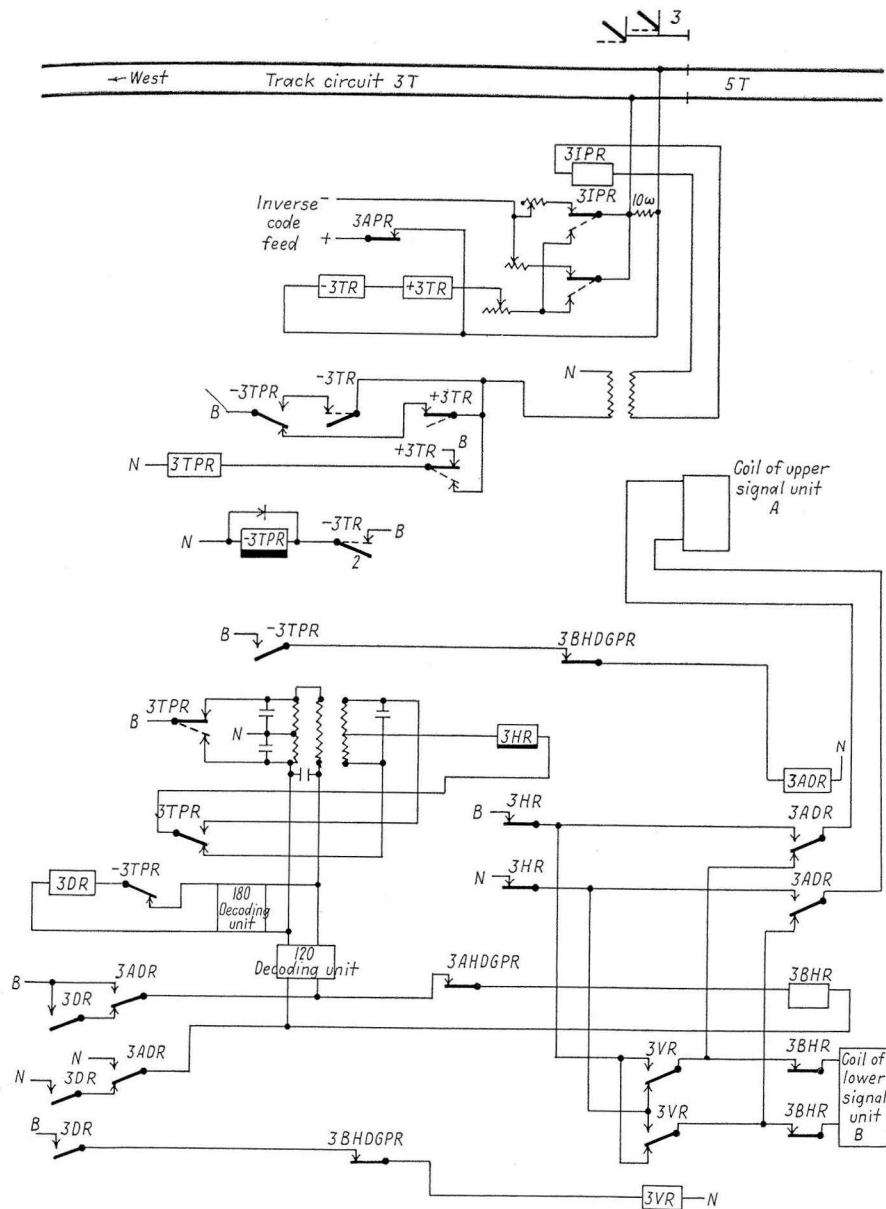 3
← West
Track circuit 3T
5T
3IPR
3IPR
10ω
Inverse
code
feed
-
+
3APR
-3TR
+3TR
-3TPR
-3TR
B
+3TR
N
+3TR
B
N
3TPR
-3TR
B
N
-3TPR
2
Coil of upper
signal unit
A
B
-3TPR
3BHDGPR
3TPR
B
N
3HR
N
3ADR
3TPR
B
3HR
3ADR
N
3HR
3ADR
3DR
-3TPR
180
Decoding
unit
120
Decoding unit
3AHDGPR
3BHR
B
3ADR
3DR
N
3ADR
N
3DR
3VR
3BHR
3VR
3BHR
Coil of
lower
signal
unit
B
B
3DR
3BHDGPR
3VR
N